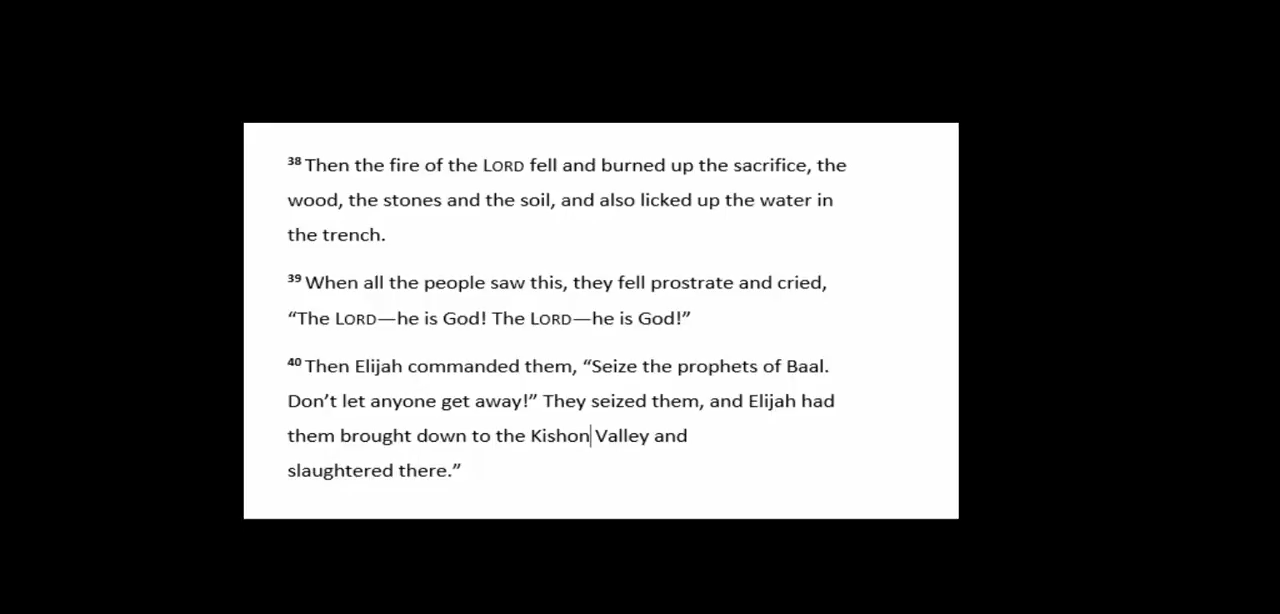 38 Then the fire of the LORD fell and burned up the sacrifice, the
wood, the stones and the soil, and also licked up the water in
the trench.
39 When all the people saw this, they fell prostrate and cried,
“The LORD—he is God! The LORD—he is God!”
40 Then Elijah commanded them, “Seize the prophets of Baal.
Don’t let anyone get away!” They seized them, and Elijah had
them brought down to the Kishon Valley and
slaughtered there.”